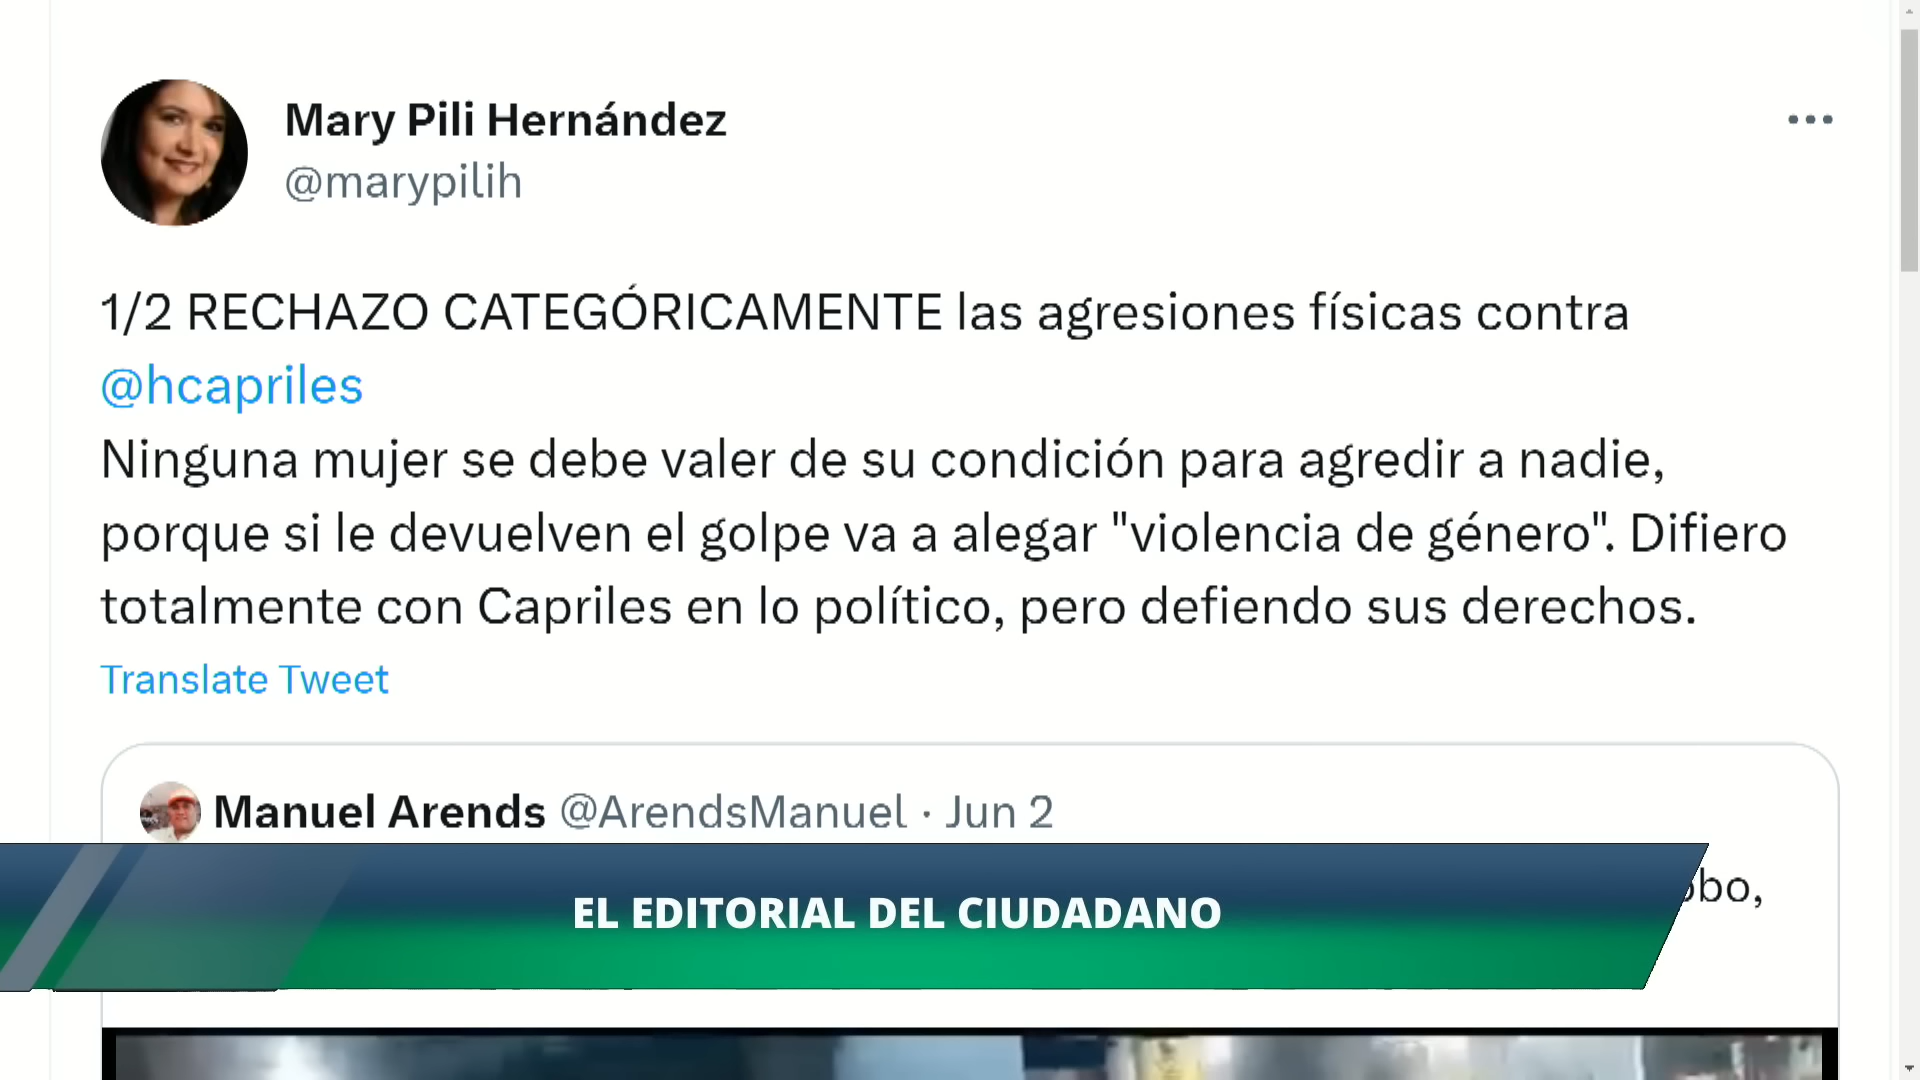 Mary Pili Hernández
@marypilih
1/2 RECHAZO CATEGÓRICAMENTE las agresiones físicas contra
@hcapriles
Ninguna mujer se debe valer de su condición para agredir a nadie,
porque si le devuelven el golpe va a alegar "violencia de género". Difiero
totalmente con Capriles en lo político, pero defiendo sus derechos.
Translate Tweet
Manuel Arends @ArendsManuel · Jun 2
EL EDITORIAL DEL CIUDADANO